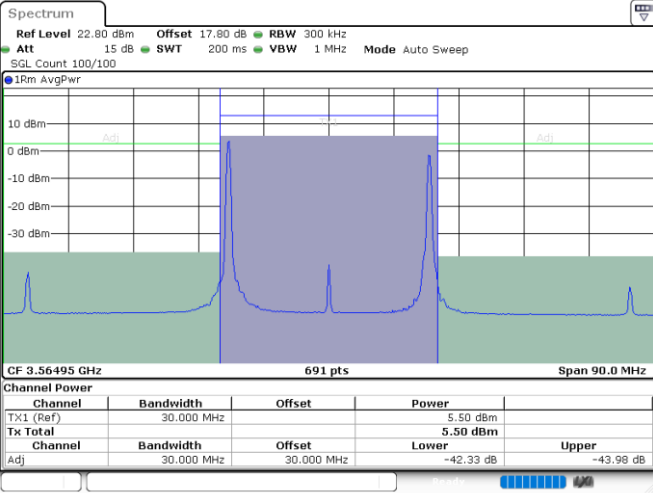 Spectrum
Ref Level 22.80 dBm Offset 17.80 dB RBW 300 kHz
Att 15 dB SWT 200 ms VBW 1 MHz Mode Auto Sweep
SGL Count 100/100
1Rm AvgPwr
10 dBm
Adj Adj
0 dBm
-10 dBm
-20 dBm
-30 dBm
CF 3.56495 GHz 691 pts Span 90.0 MHz
Channel Power
Channel Bandwidth Offset Power
TX1 (Ref) 30.000 MHz 5.50 dBm
Tx Total 5.50 dBm
Channel Bandwidth Offset Lower Upper
Adj 30.000 MHz 30.000 MHz -42.33 dB -43.98 dB
Ready